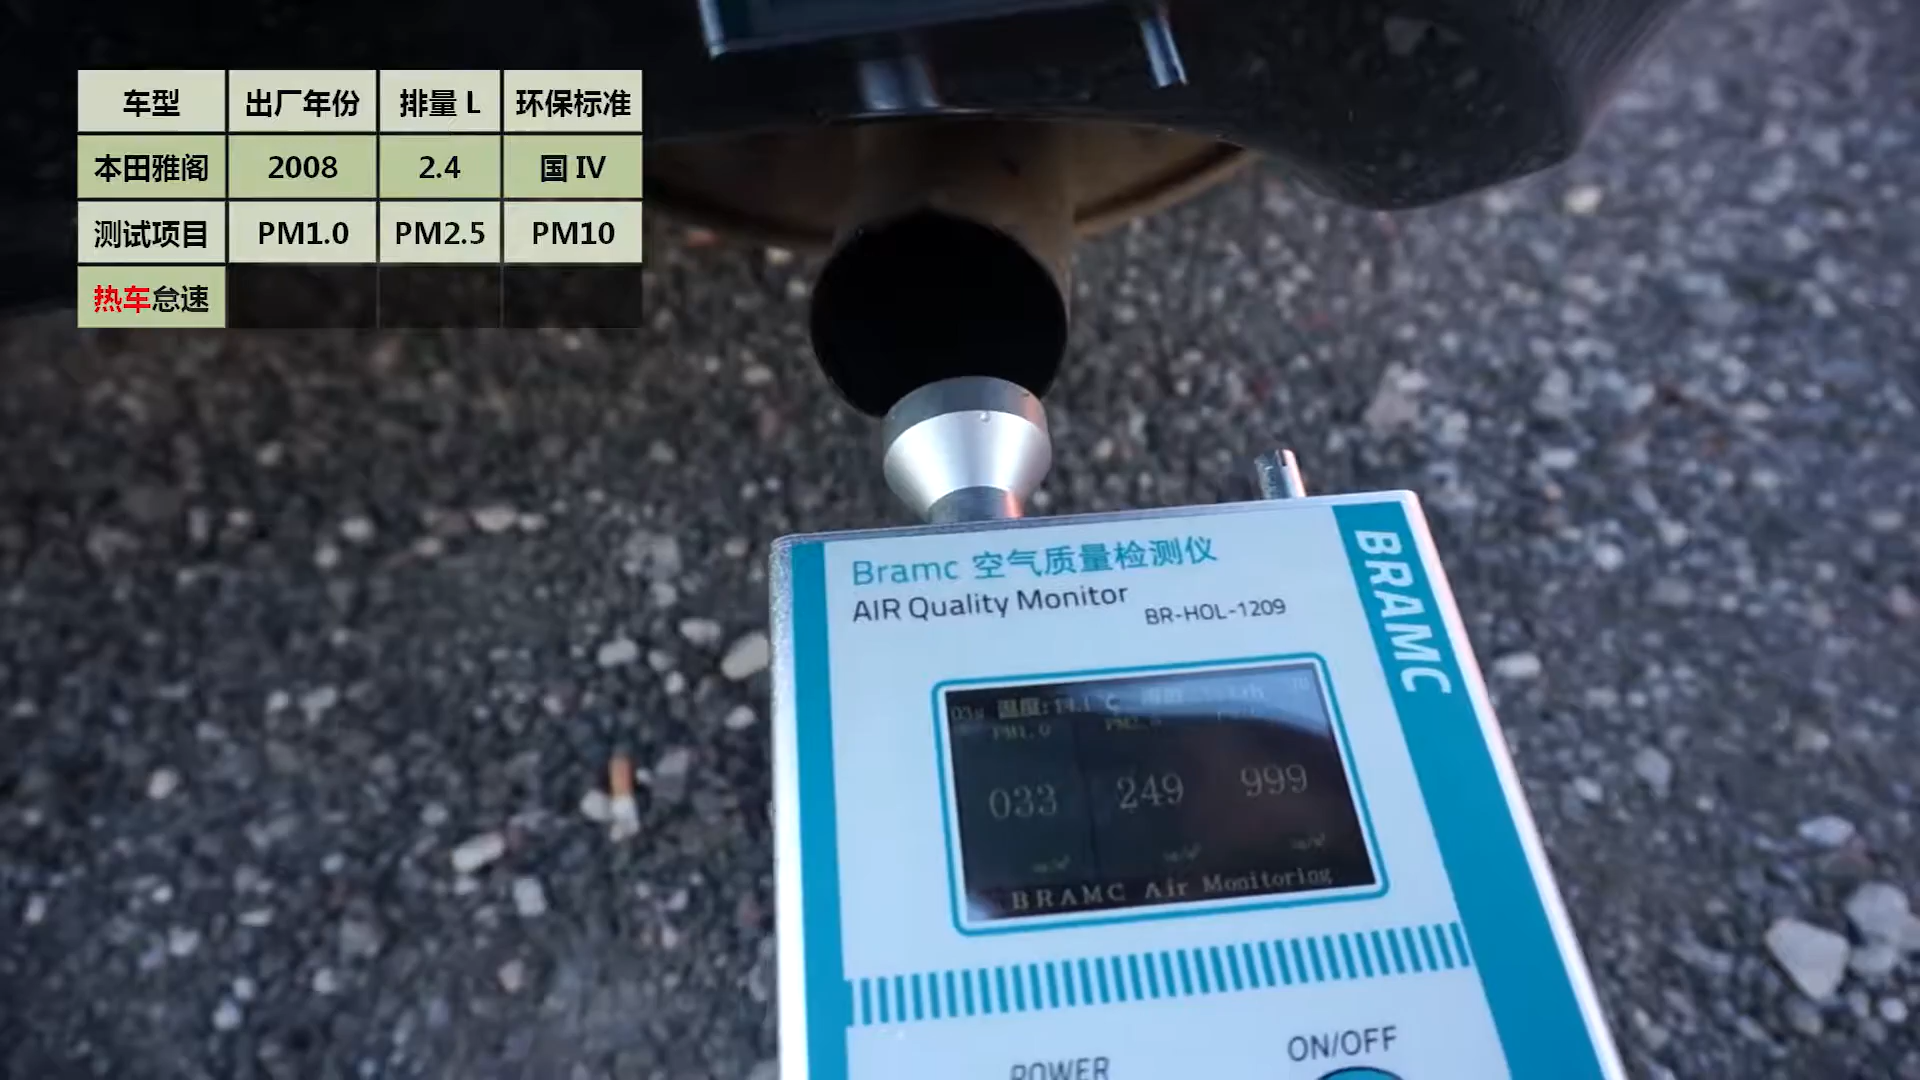 车型 出厂年份 排量 L 环保标准
本田雅阁 2008 2.4 国 IV
测试项目 PM1.0 PM2.5 PM10
热车怠速
Bramc 空气质量检测仪
AIR Quality Monitor BR-HOL-1209
BRAMC
温度:
PM1.0
033 249 999
BRAMC Air Monitoring
POWER ON/OFF